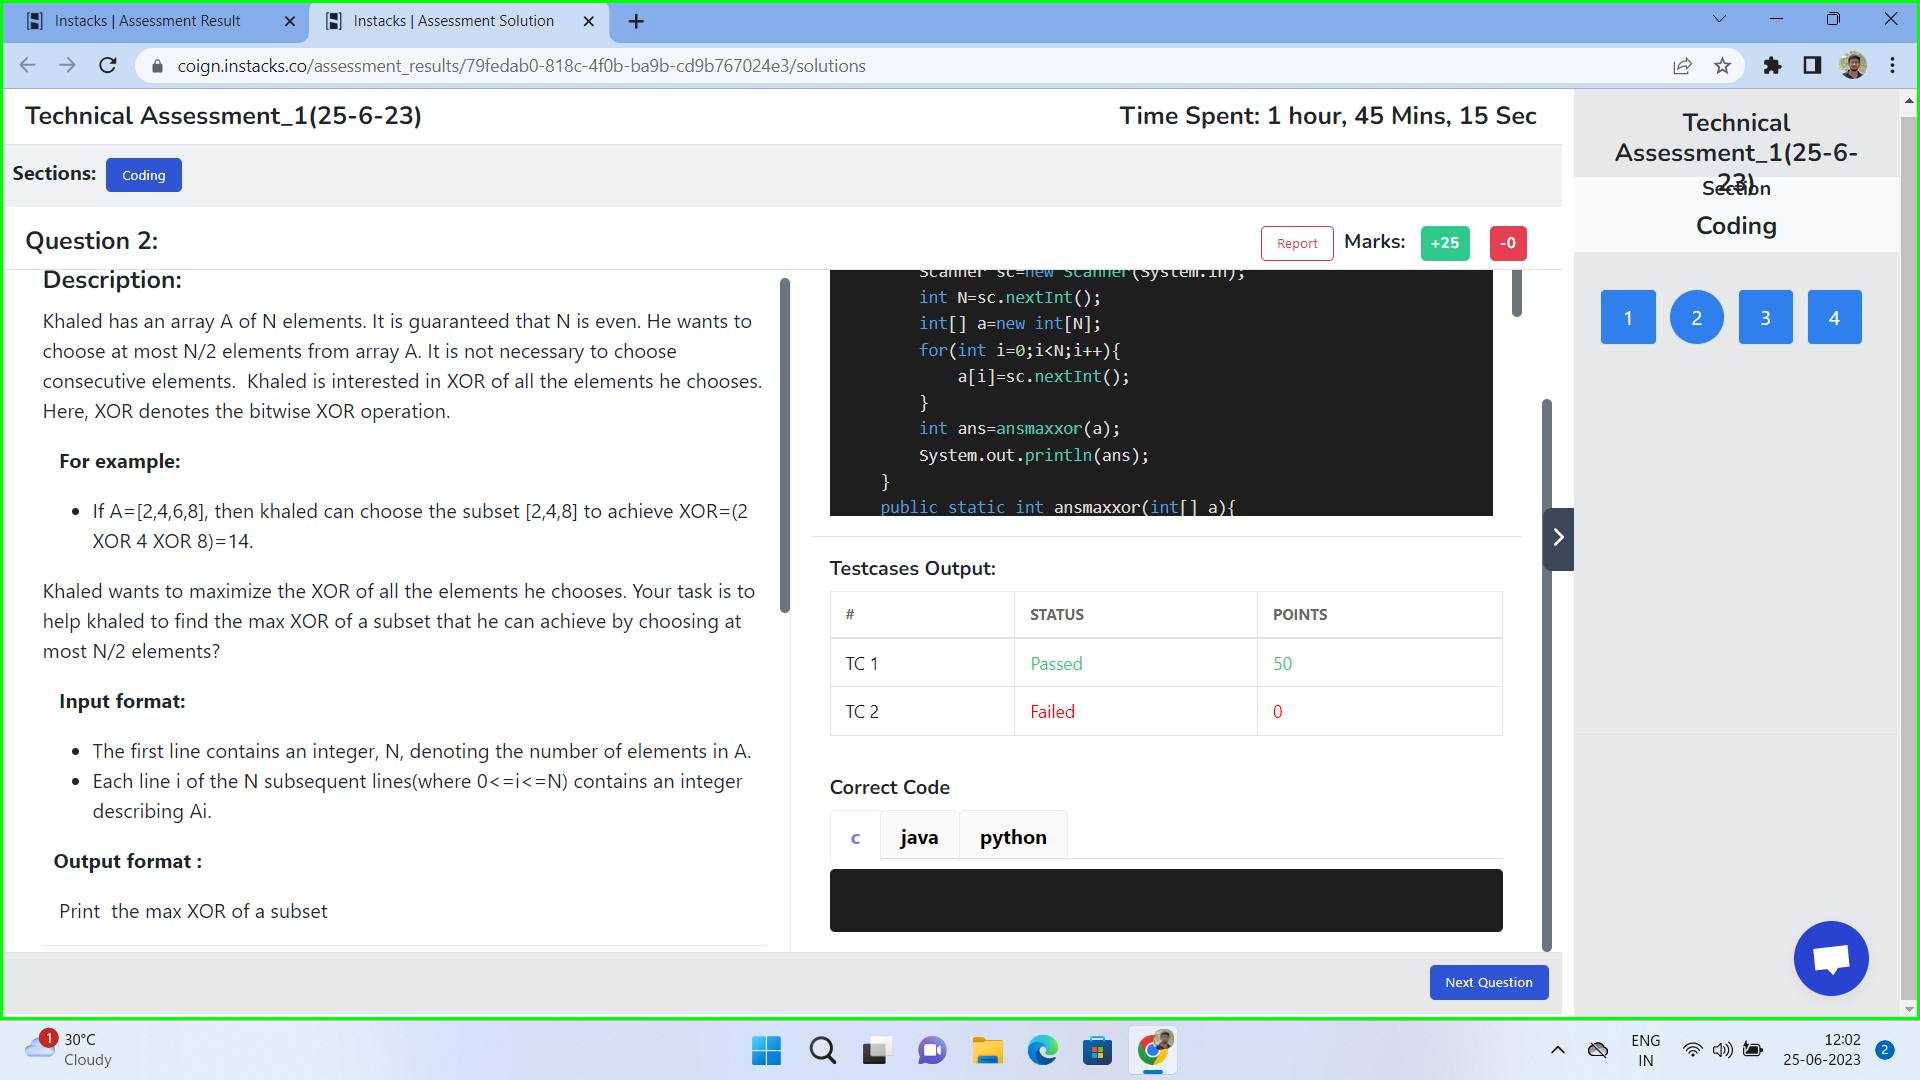 Instacks | Assessment Result
Instacks | Assessment Solution
coign.instacks.co/assessment_results/79fedab0-818c-4f0b-ba9b-cd9b767024e3/solutions
Technical Assessment_1(25-6-23)
Time Spent: 1 hour, 45 Mins, 15 Sec
Sections: Coding
Question 2:
Report Marks: +25 -0
Description:
Khaled has an array A of N elements. It is guaranteed that N is even. He wants to
choose at most N/2 elements from array A. It is not necessary to choose
consecutive elements.  Khaled is interested in XOR of all the elements he chooses.
Here, XOR denotes the bitwise XOR operation.
For example:
• If A=[2,4,6,8], then khaled can choose the subset [2,4,8] to achieve XOR=(2
XOR 4 XOR 8)=14.
Khaled wants to maximize the XOR of all the elements he chooses. Your task is to
help khaled to find the max XOR of a subset that he can achieve by choosing at
most N/2 elements?
Input format:
• The first line contains an integer, N, denoting the number of elements in A.
• Each line i of the N subsequent lines(where 0<=i<=N) contains an integer
describing Ai.
Output format :
Print  the max XOR of a subset
Scanner sc=new Scanner(System.in);
int N=sc.nextInt();
int[] a=new int[N];
for(int i=0;i<N;i++){
a[i]=sc.nextInt();
}
int ans=ansmaxxor(a);
System.out.println(ans);
}
public static int ansmaxxor(int[] a){
Testcases Output:
# STATUS POINTS
TC 1 Passed 50
TC 2 Failed 0
Correct Code
c java python
Next Question
Technical
Assessment_1(25-6-
23)
Section
Coding
1 2 3 4
1
30°C
Cloudy
ENG
IN
12:02
25-06-2023
2